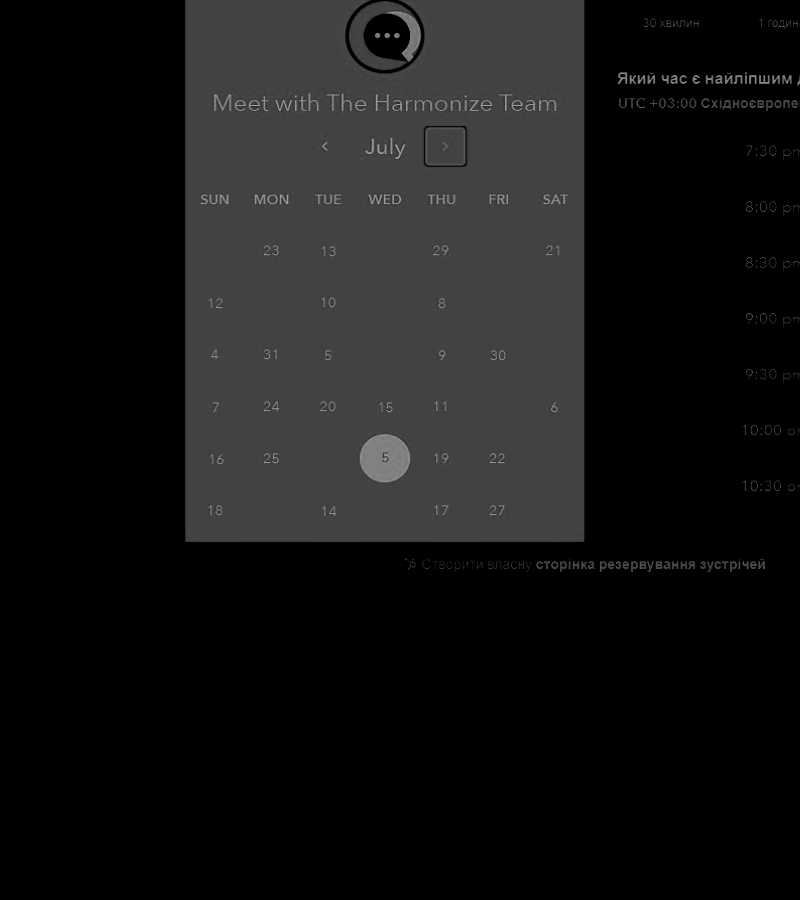 Meet with The Harmonize Team
July
SUN MON TUE WED THU FRI SAT
23 13 29 21
12 10 8
4 31 5 9 30
7 24 20 15 11 6
16 25 5 19 22
18 14 17 27
30 хвилин 1 годин
Який час є найліпшим
UTC +03:00 Східноєвропе
7:30 pm
8:00 pm
8:30 pm
9:00 pm
9:30 pm
10:00 pm
10:30 pm
Створити власну сторінка резервування зустрічей